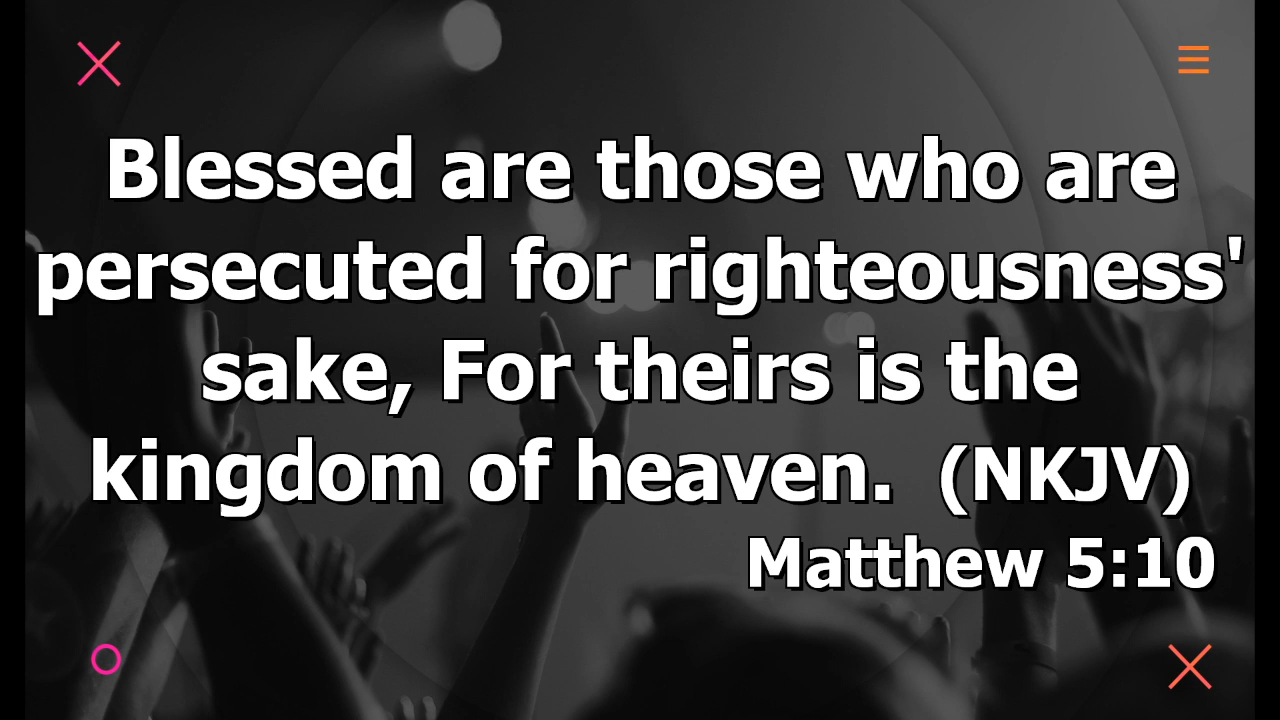 Blessed are those who are
persecuted for righteousness'
sake, For theirs is the
kingdom of heaven.  (NKJV)
Matthew 5:10